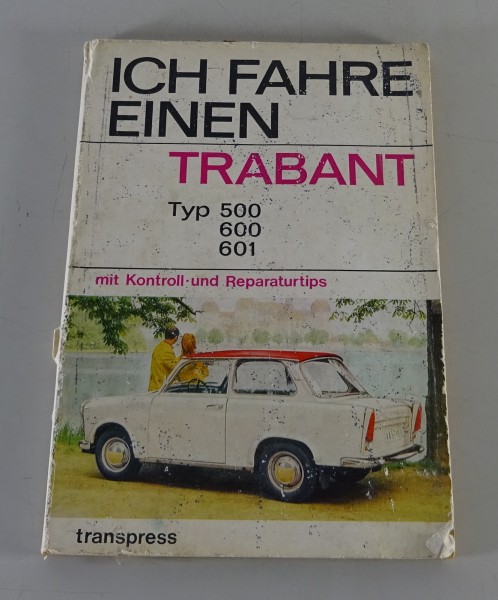 ICH FAHRE
EINEN
TRABANT
Typ 500
600
601
mit Kontroll-und Reparaturtips
transpress